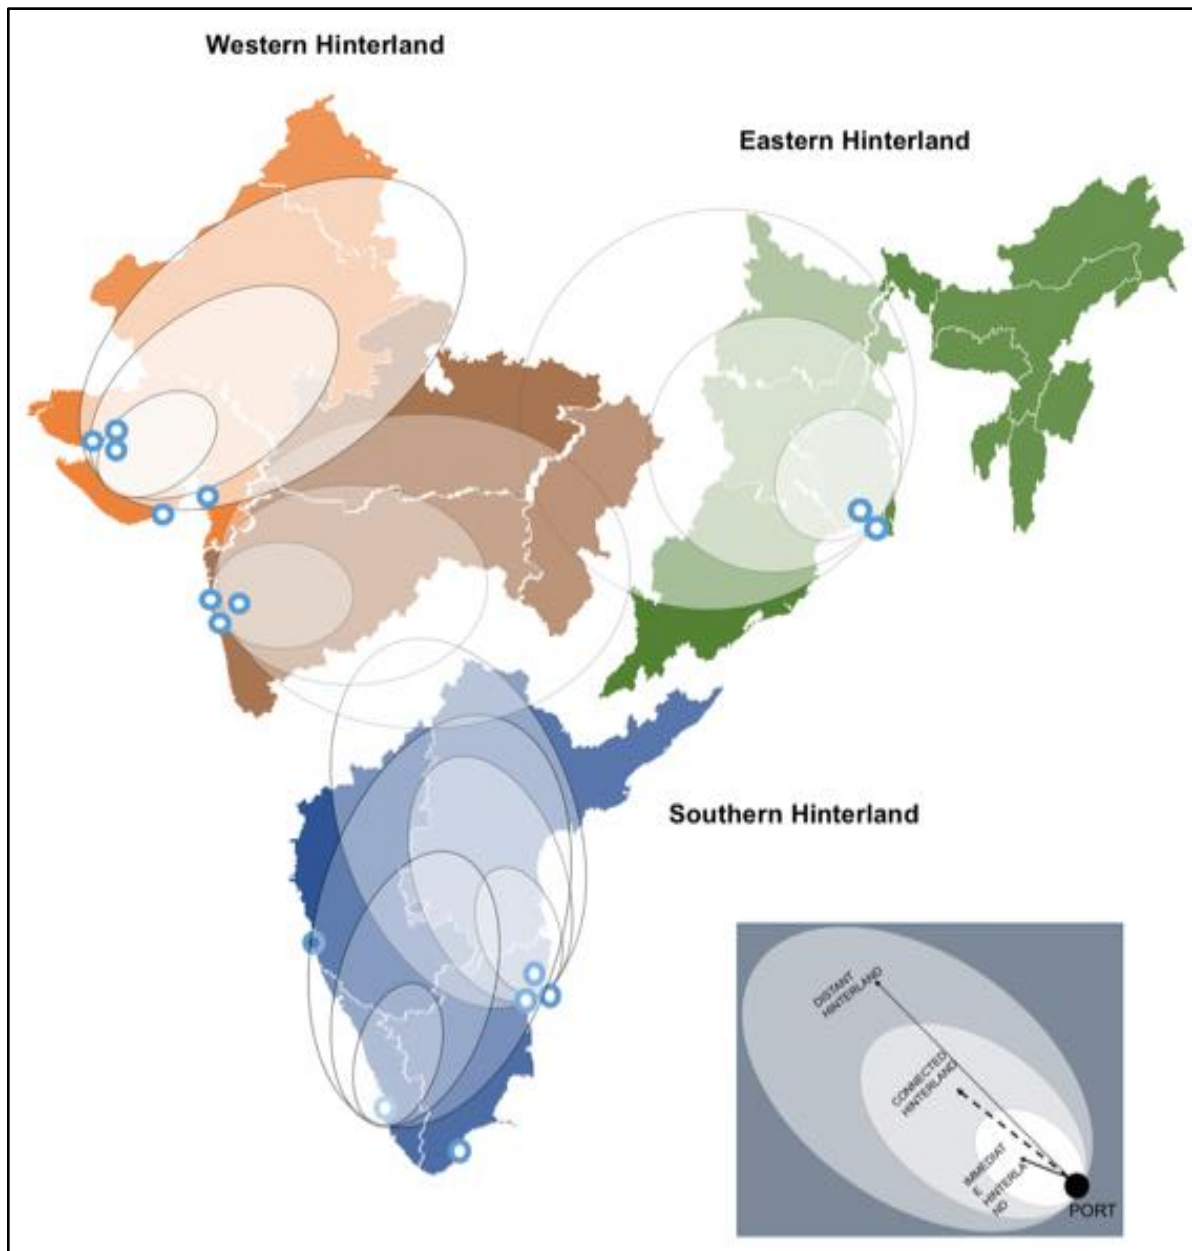 Western Hinterland
Eastern Hinterland
Southern Hinterland
DISTANT
HINTERLAND
CONNECTED
HINTERLAND
IMMEDIAT
E
HINTERLA
ND
PORT